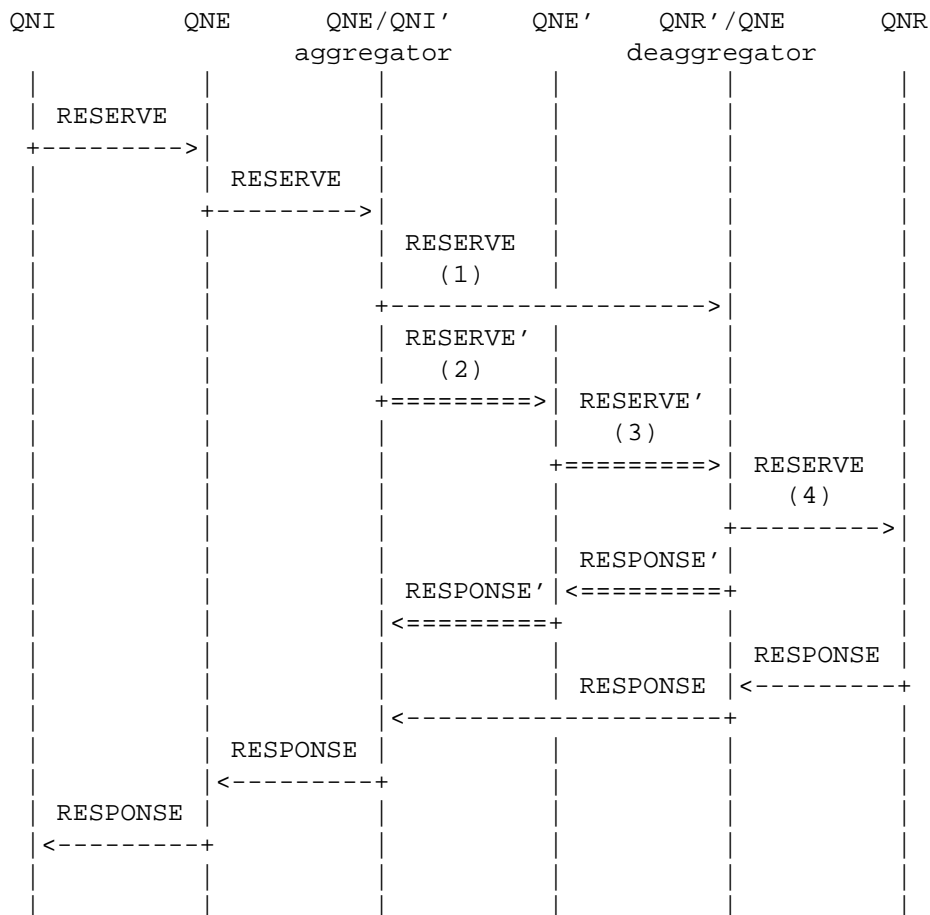 QNI QNE QNE/QNI' QNE' QNR'/QNE QNR
aggregator deaggregator
RESERVE
RESERVE
RESERVE
(1)
RESERVE'
(2)
RESERVE'
(3)
RESERVE
(4)
RESPONSE'
RESPONSE'
RESPONSE
RESPONSE
RESPONSE
RESPONSE